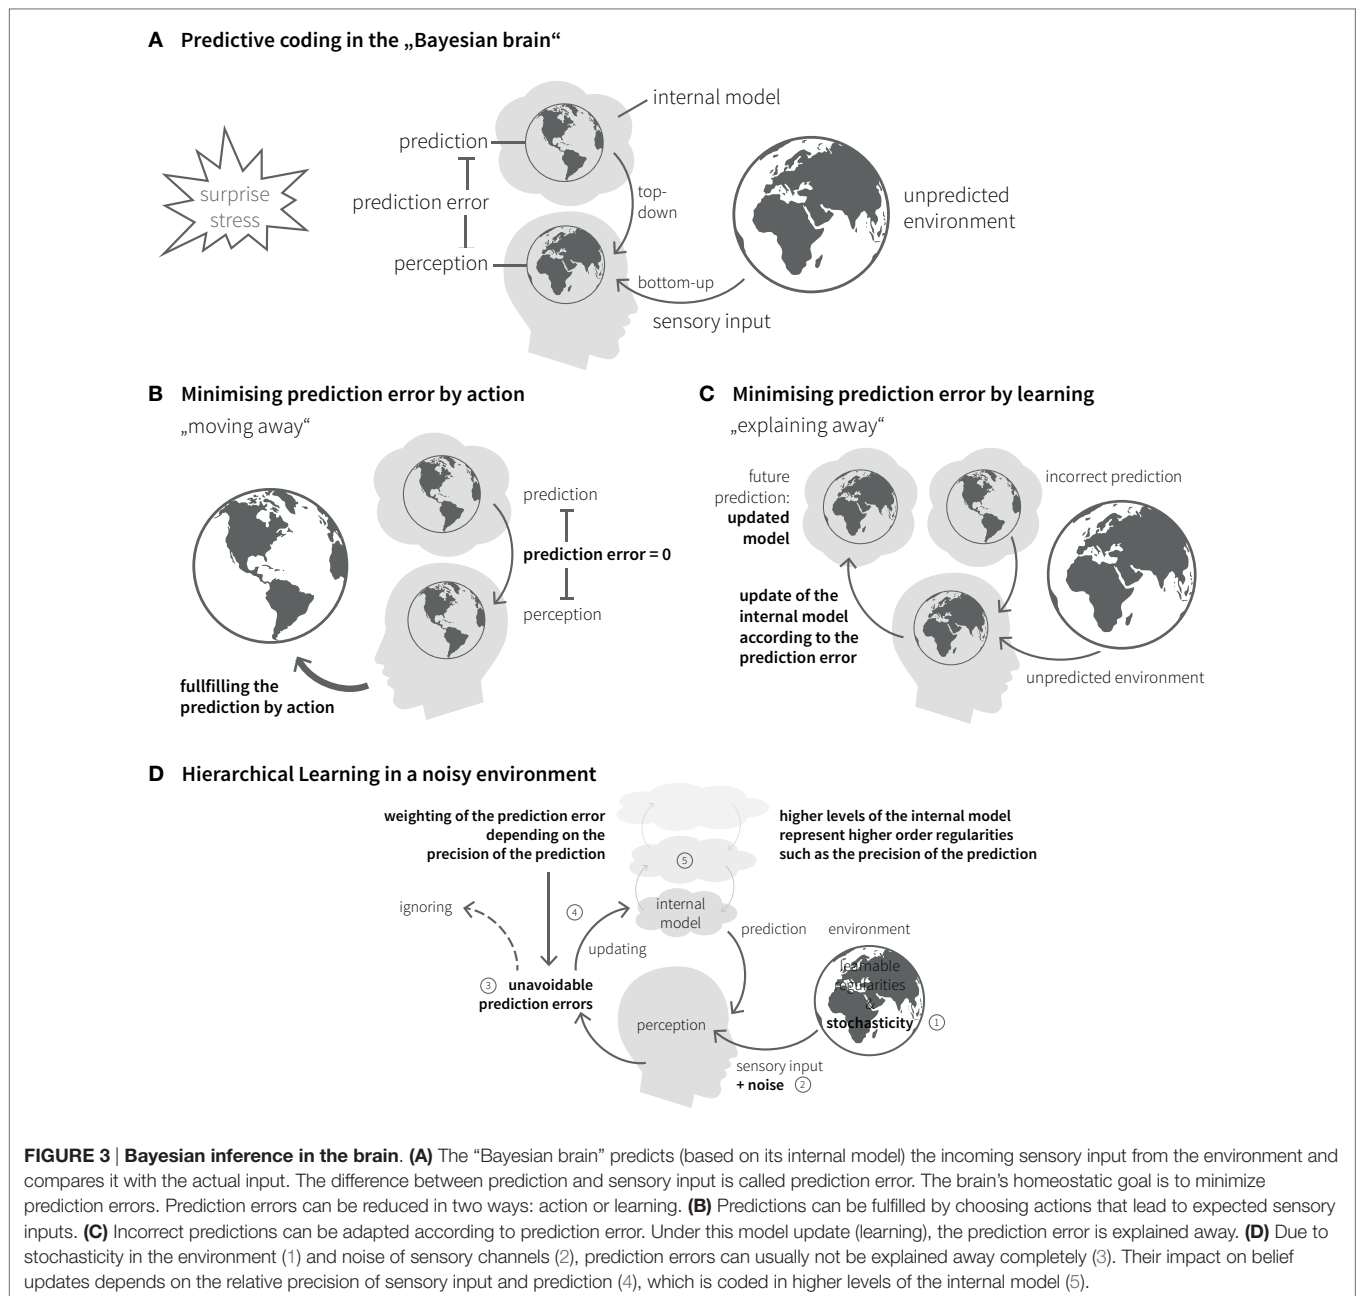 A Predictive coding in the „Bayesian brain“
internal model
prediction
surprise
stress
prediction error
top-
down
unpredicted
environment
perception
bottom-up
sensory input
B Minimising prediction error by action
„moving away“
prediction
prediction error = 0
perception
fullfilling the
prediction by action
C Minimising prediction error by learning
„explaining away“
future
prediction:
updated
model
incorrect prediction
update of the
internal model
according to the
prediction error
unpredicted environment
D Hierarchical Learning in a noisy environment
weighting of the prediction error
depending on the
precision of the prediction
higher levels of the internal model
represent higher order regularities
such as the precision of the prediction
5
ignoring
4
internal
model
updating
prediction
environment
learnable
regularities
&
stochasticity 1
3 unavoidable
prediction errors
perception
sensory input
+ noise 2
FIGURE 3 | Bayesian inference in the brain. (A) The “Bayesian brain” predicts (based on its internal model) the incoming sensory input from the environment and
compares it with the actual input. The difference between prediction and sensory input is called prediction error. The brain’s homeostatic goal is to minimize
prediction errors. Prediction errors can be reduced in two ways: action or learning. (B) Predictions can be fulfilled by choosing actions that lead to expected sensory
inputs. (C) Incorrect predictions can be adapted according to prediction error. Under this model update (learning), the prediction error is explained away. (D) Due to
stochasticity in the environment (1) and noise of sensory channels (2), prediction errors can usually not be explained away completely (3). Their impact on belief
updates depends on the relative precision of sensory input and prediction (4), which is coded in higher levels of the internal model (5).